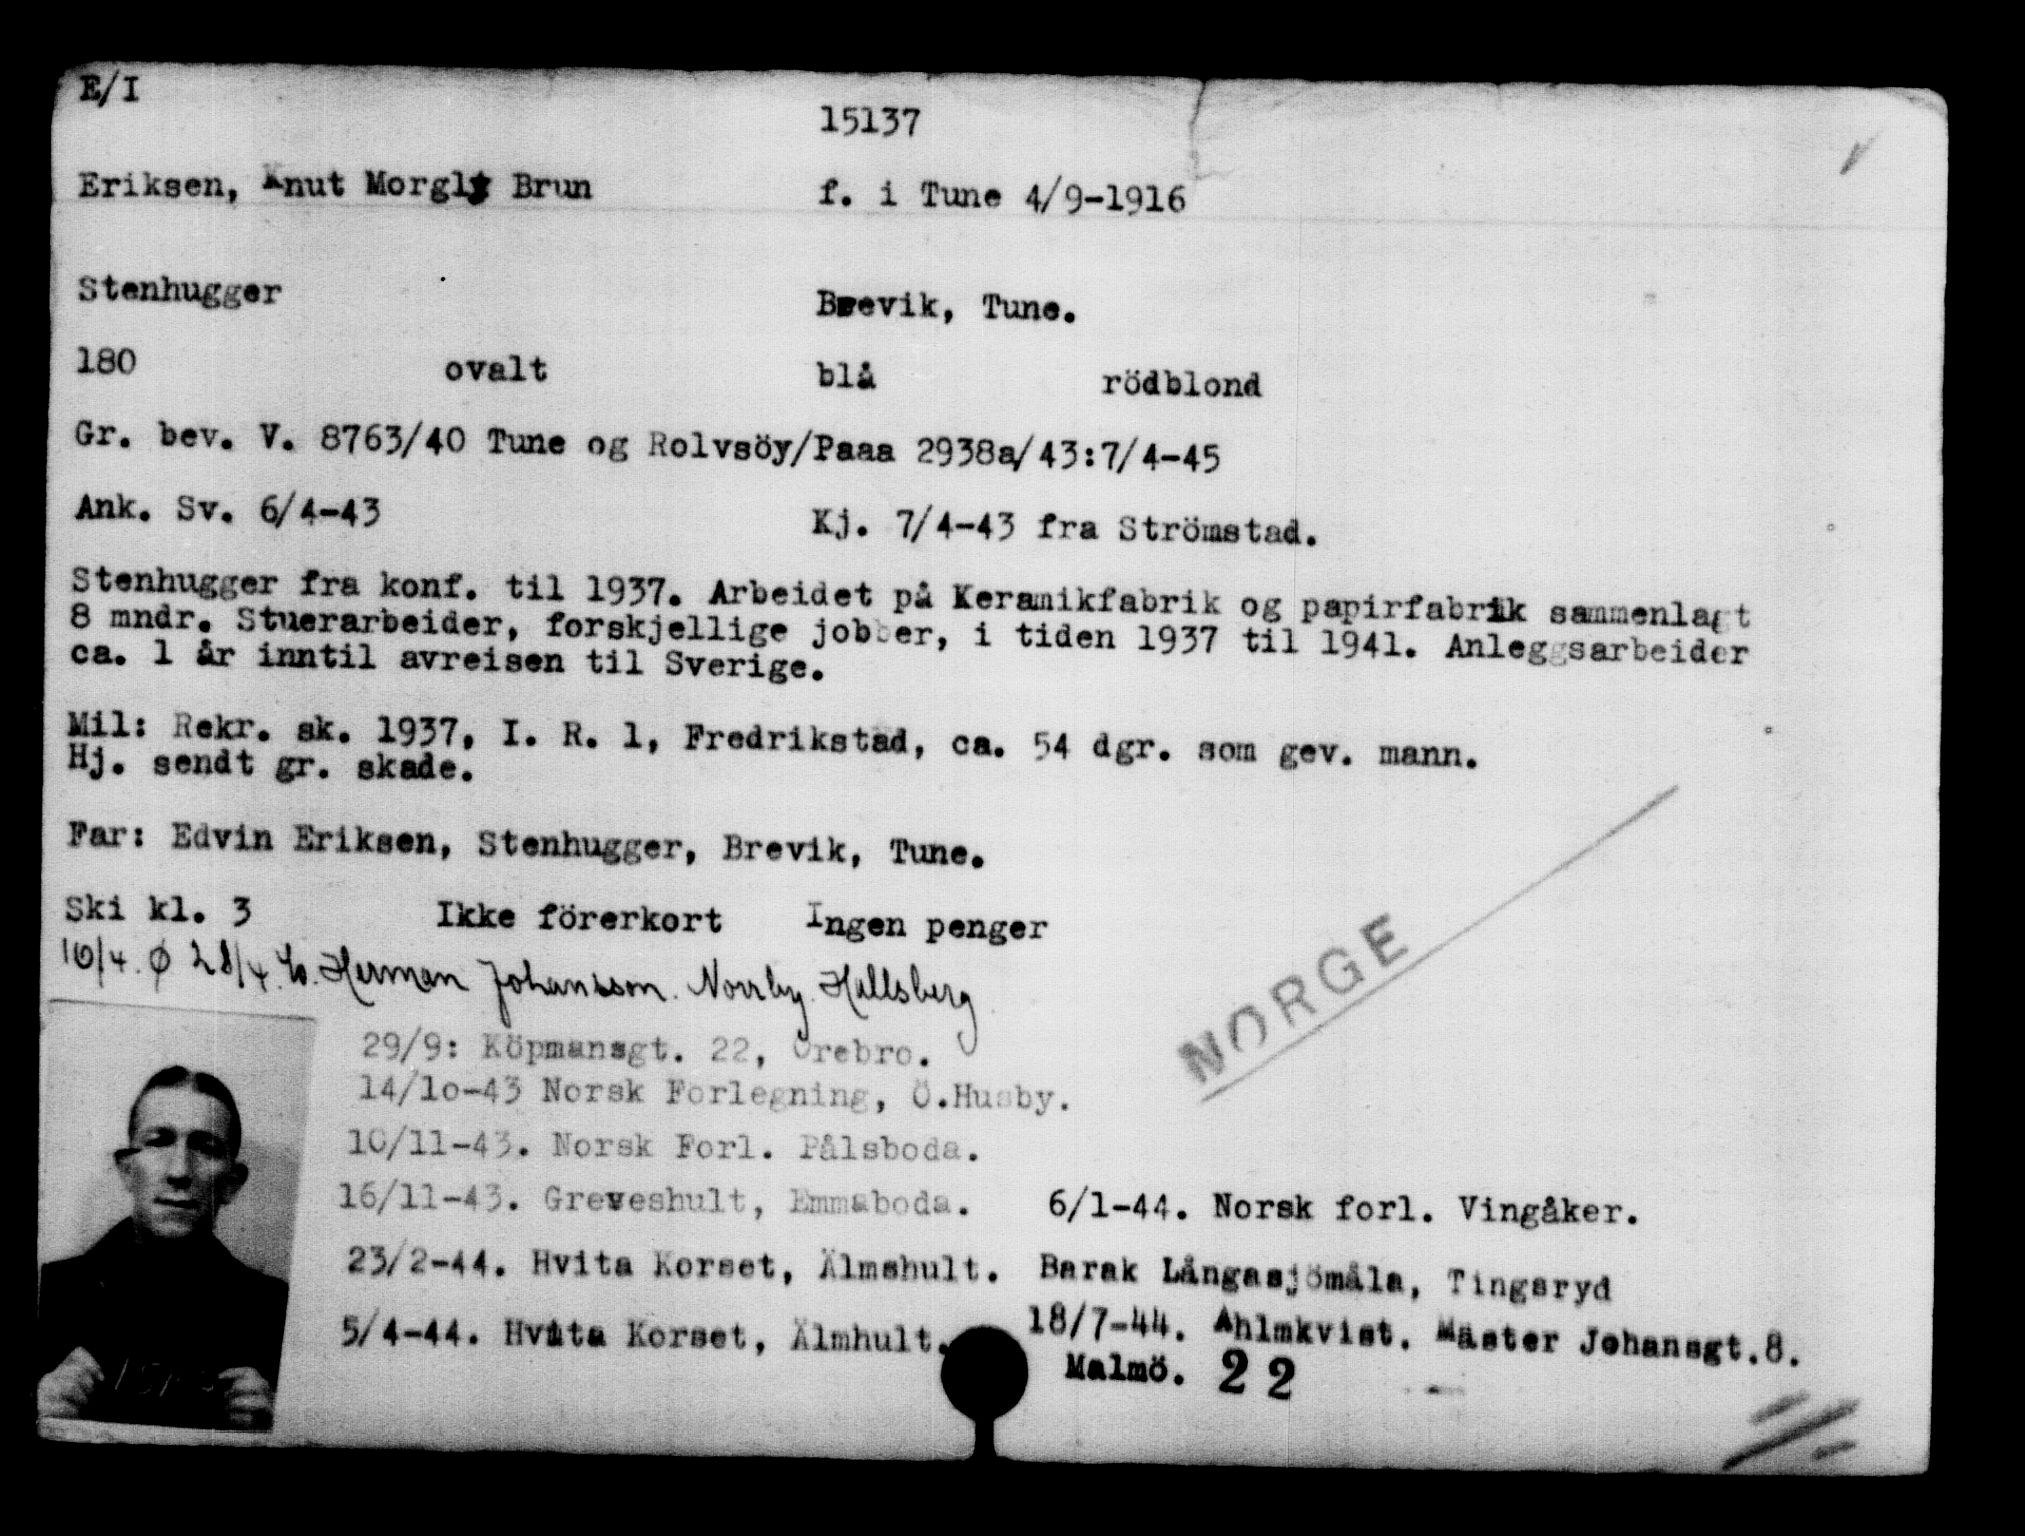 E/I
15137
Eriksen, Knut Morgly Brun f. i Tune 4/9-1916
Stenhugger Brevik, Tune.
180 ovalt blå rödblond
Gr. bev. V. 8763/40 Tune og Rolvsöy/Paaa 2938a/43:7/4-45
Ank. Sv. 6/4-43 Kj. 7/4-43 fra Strömstad.
Stenhugger fra konf. til 1937. Arbeidet på Keramikfabrik og papirfabrik sammenlagt
8 mndr. Stuerarbeider, forskjellige jobber, i tiden 1937 til 1941. Anleggsarbeider
ca. 1 år inntil avreisen til Sverige.
Mil: Rekr. sk. 1937, I. R. 1, Fredrikstad, ca. 54 dgr. som gev. mann.
Hj. sendt gr. skade.
Far: Edvin Eriksen, Stenhugger, Brevik, Tune.
Ski kl. 3 Ikke förerkort Ingen penger
16/4. Ø 28/4. Herman Johansson. Norrby. Hallsberg
NORGE
29/9: Köpmansgt. 22, Örebro.
14/10-43 Norsk Forlegning, Ö.Husby.
10/11-43. Norsk Forl. Pålsboda.
16/11-43. Greveshult, Emmaboda. 6/1-44. Norsk forl. Vingåker.
23/2-44. Hvita Korset, Älmshult. Barak Långasjömåla, Tingsryd
5/4-44. Hvita Korset, Älmhult. 18/7-44. Ahlmkvist. Mäster Johansgt.8.
Malmö. 22